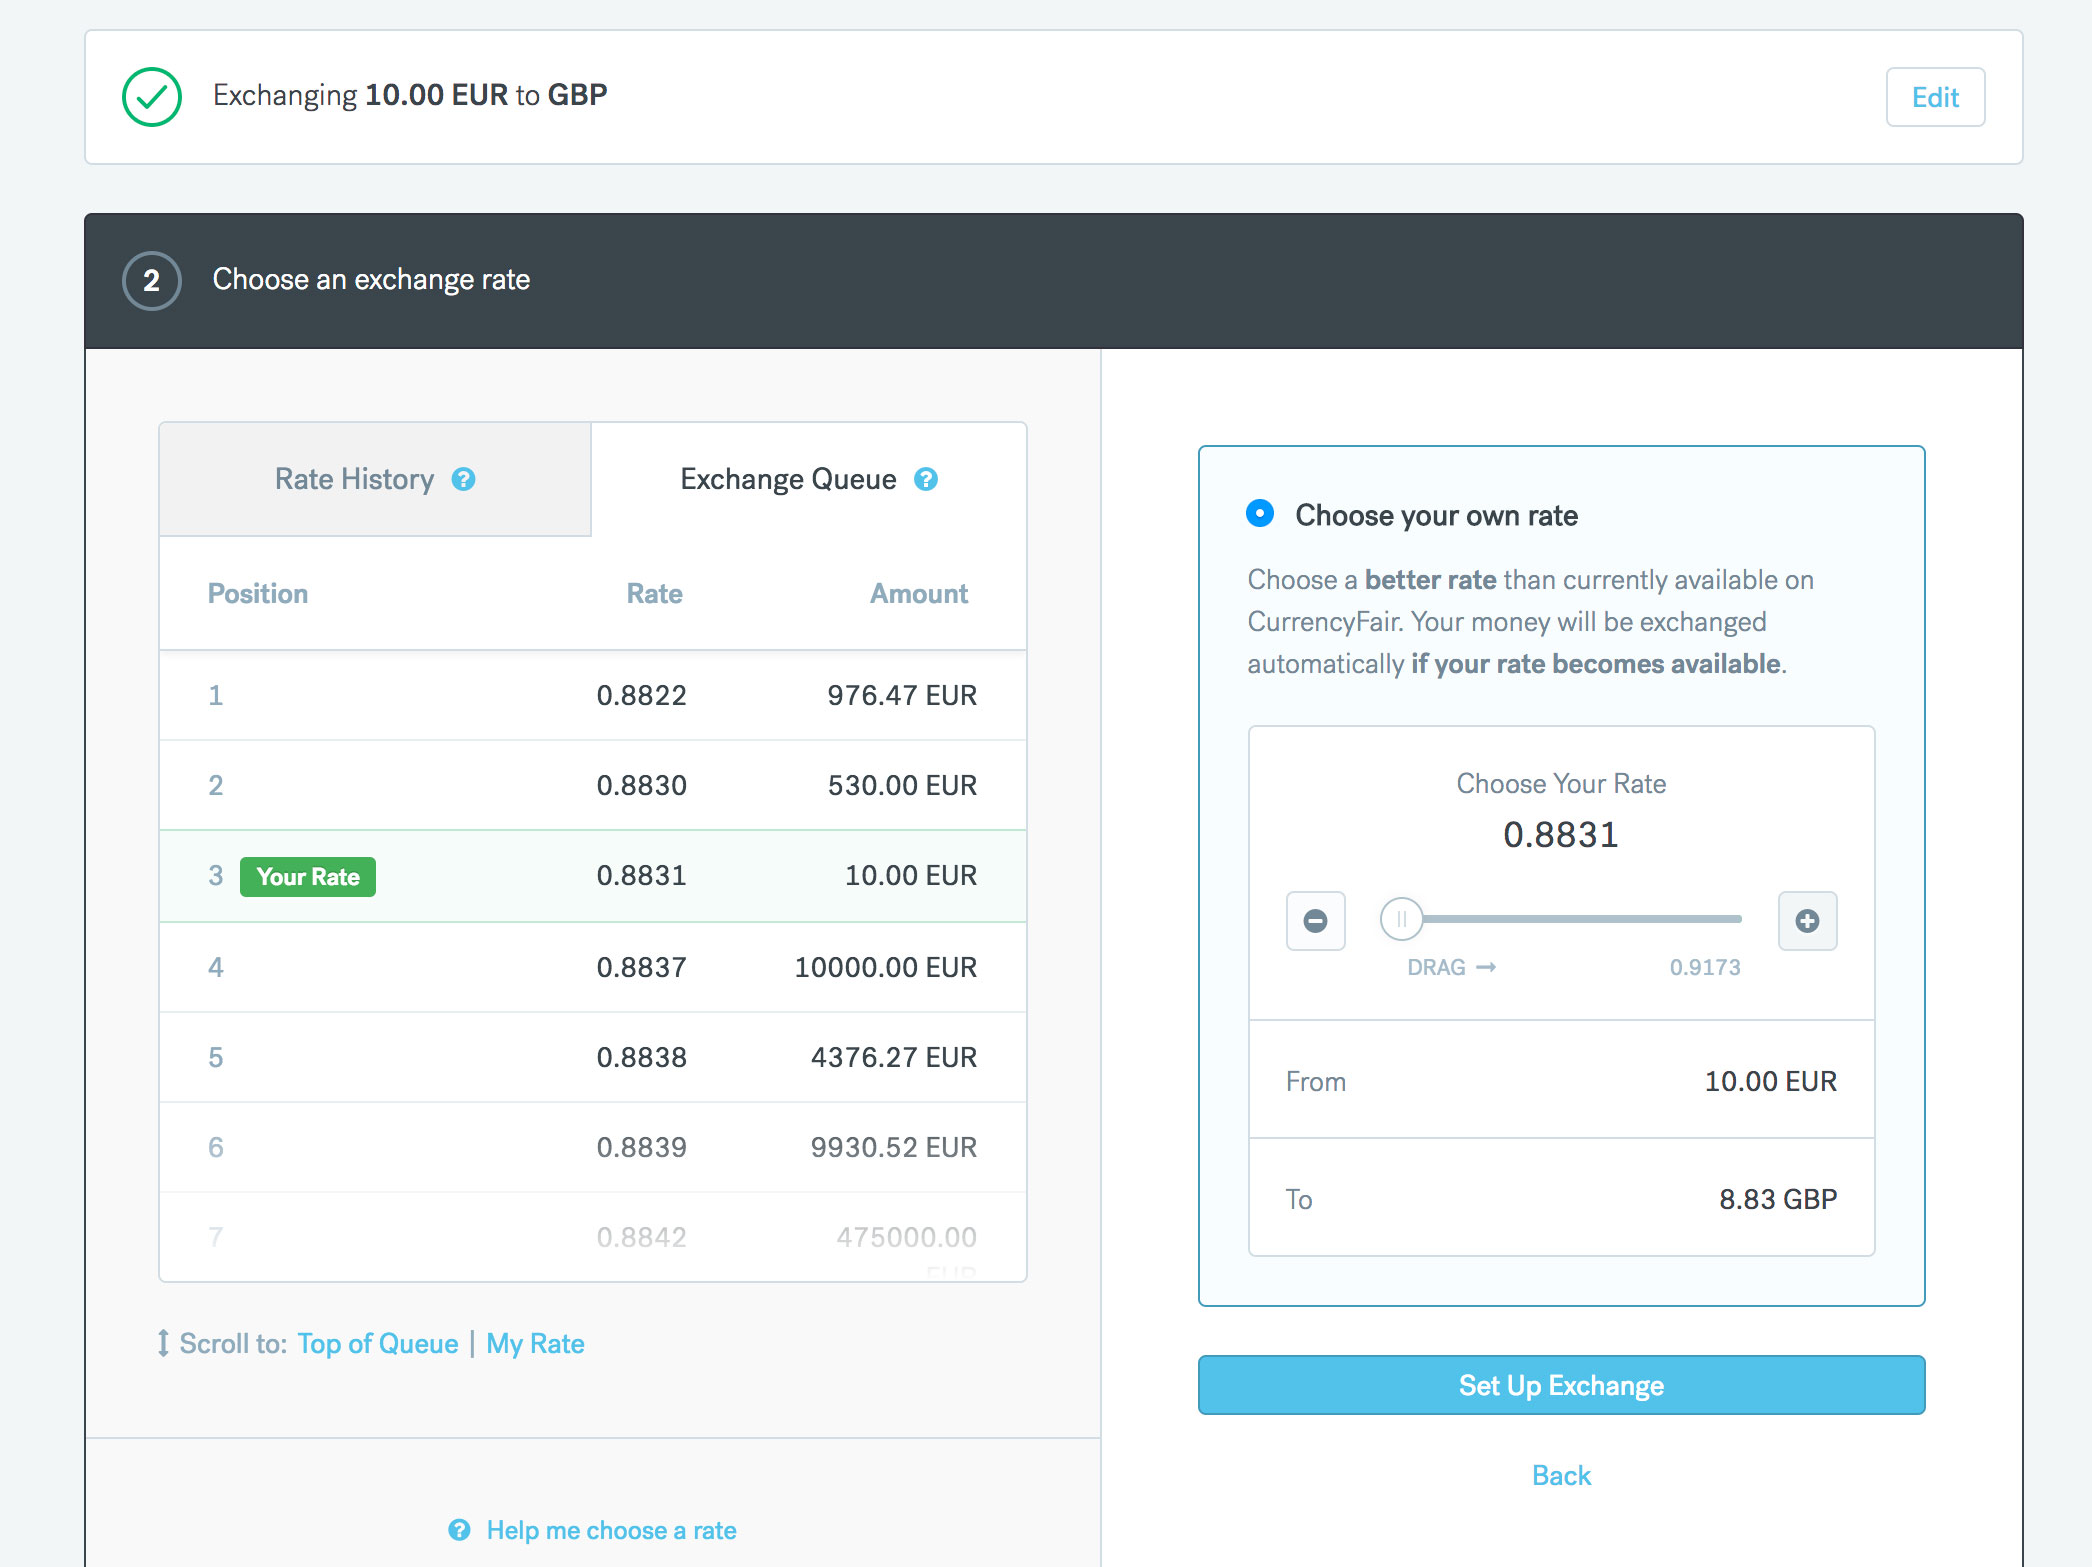 Exchanging 10.00 EUR to GBP
Edit
2 Choose an exchange rate
Rate History ?
Exchange Queue ?
Position Rate Amount
1 0.8822 976.47 EUR
2 0.8830 530.00 EUR
3 Your Rate 0.8831 10.00 EUR
4 0.8837 10000.00 EUR
5 0.8838 4376.27 EUR
6 0.8839 9930.52 EUR
7 0.8842 475000.00
EUR
Scroll to: Top of Queue | My Rate
? Help me choose a rate
Choose your own rate
Choose a better rate than currently available on
CurrencyFair. Your money will be exchanged
automatically if your rate becomes available.
Choose Your Rate
0.8831
DRAG → 0.9173
From 10.00 EUR
To 8.83 GBP
Set Up Exchange
Back